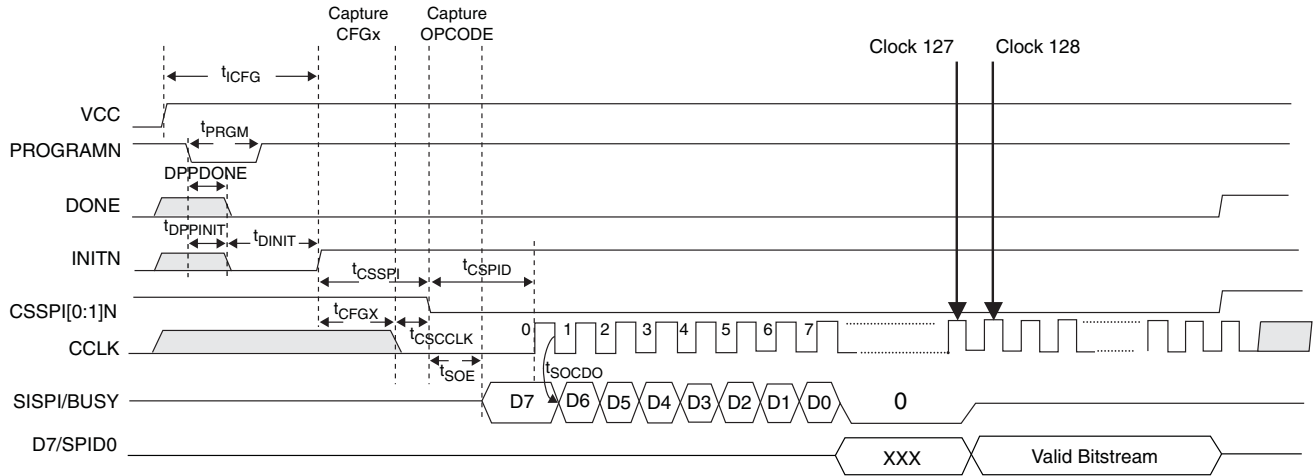 Capture CFGx
Capture OPCODE
Clock 127
Clock 128
tICFG
VCC
tPRGM
PROGRAMN
DPPDONE
DONE
tDPPINIT
tDINIT
INITN
tCSSPI
tCSPID
CSSPI[0:1]N
tCFGX
0 1 2 3 4 5 6 7
CCLK
tCSCCLK
tSOE
tSOCDO
SISPI/BUSY
D7 D6 D5 D4 D3 D2 D1 D0 0
D7/SPID0
XXX
Valid Bitstream